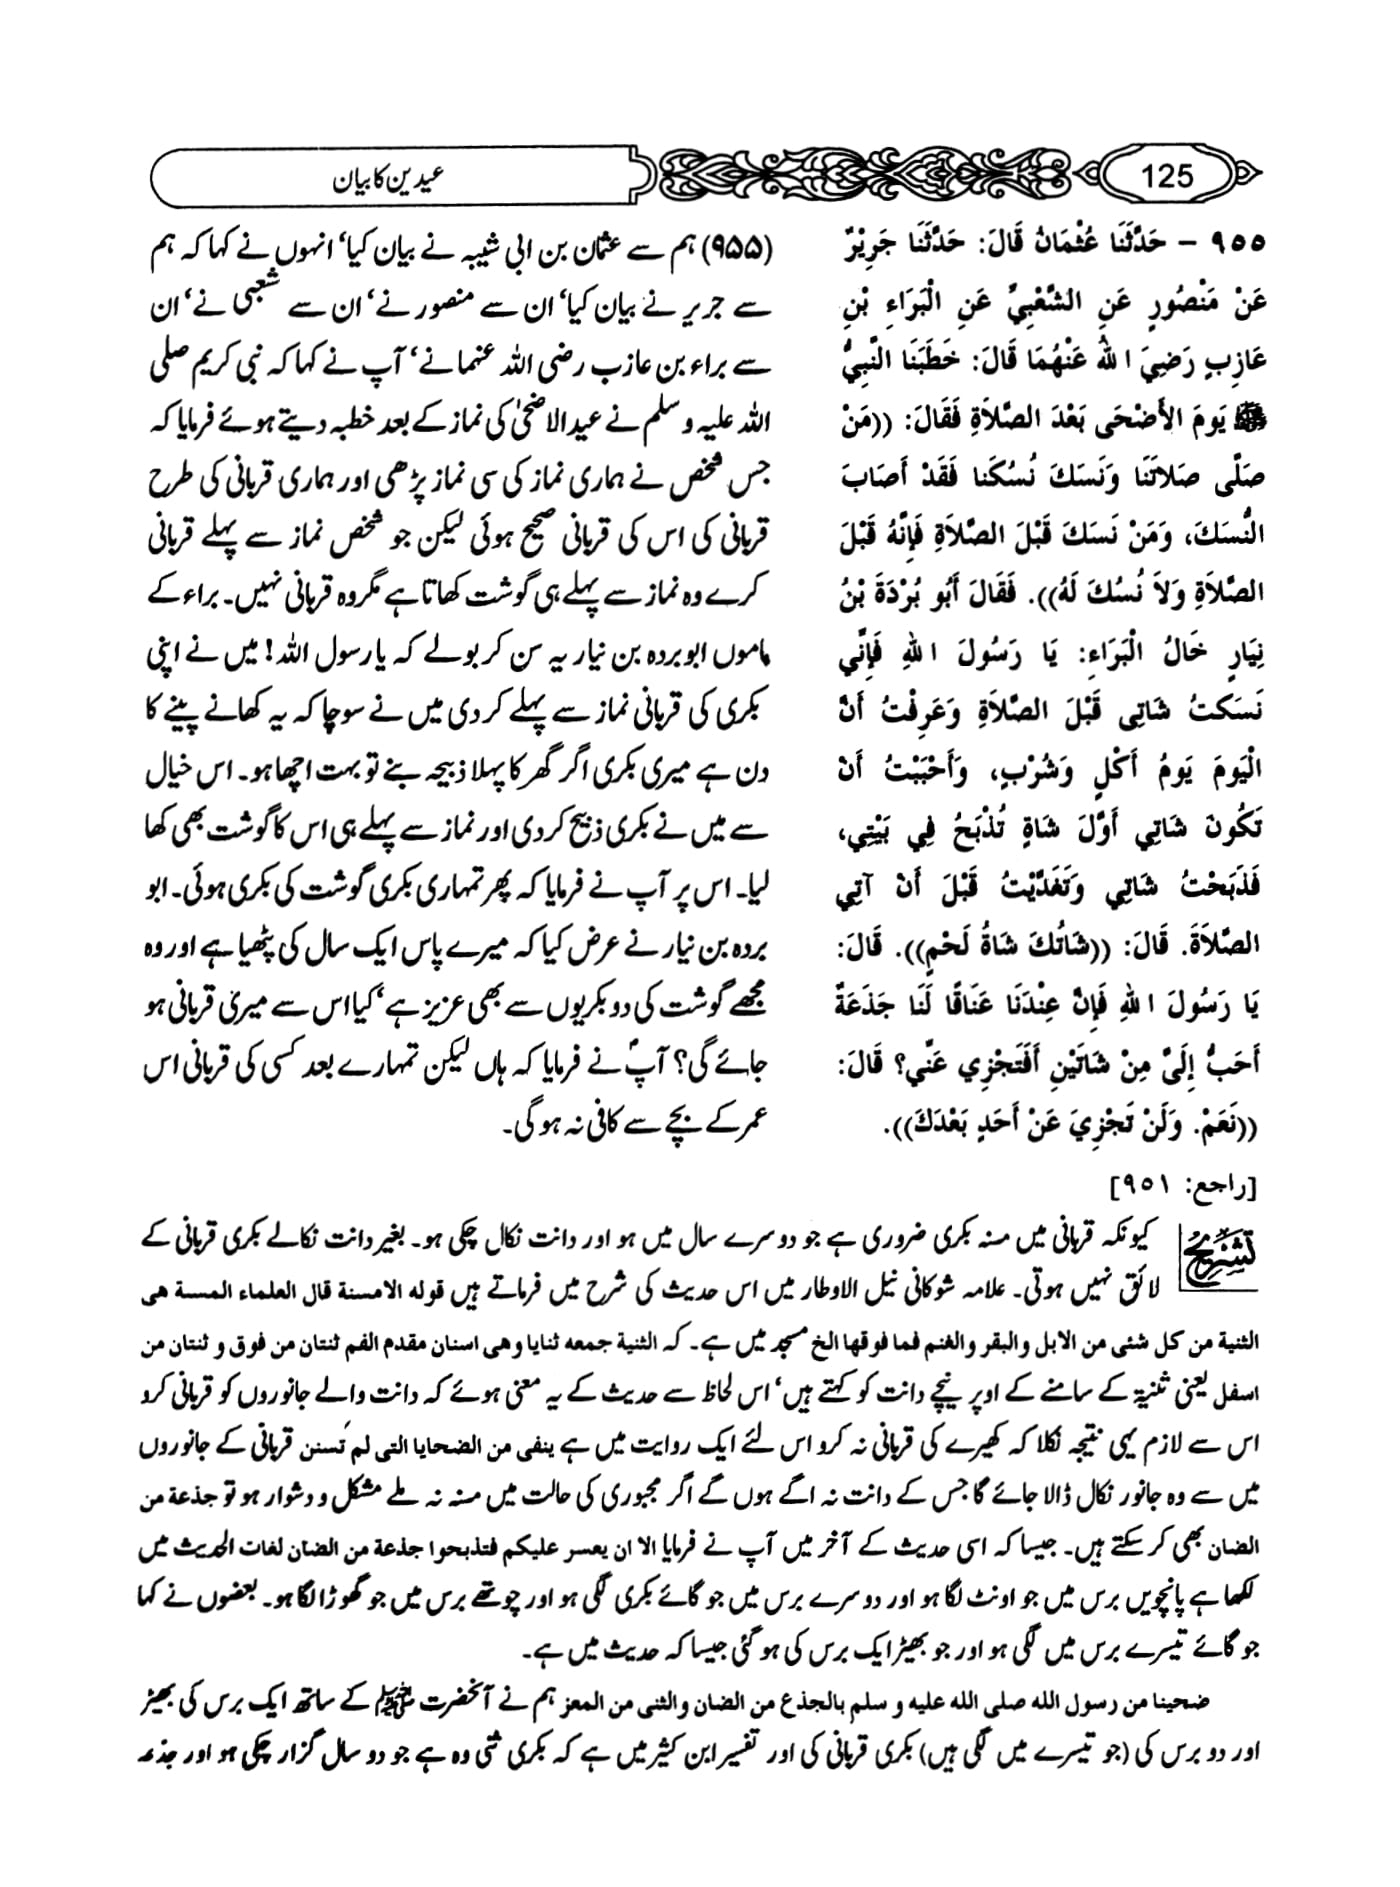 125
عیدین کا بیان
٩٥٥ – حَدَّثَنَا عُثْمَانُ قَالَ: حَدَّثَنَا جَرِيْرٌ
عَنْ مَنْصُورٍ عَنِ الشَّعْبِيِّ عَنِ الْبَرَاءِ بْنِ
عَازِبٍ رَضِيَ اللهُ عَنْهُمَا قَالَ: خَطَبَنَا النَّبِيُّ
ﷺ يَومَ الأَضْحَى بَعْدَ الصَّلاَةِ فَقَالَ: ((مَنْ
صَلَّى صَلاَتَنَا وَنَسَكَ نُسُكَنا فَقَدْ أَصَابَ
النُّسَكَ، وَمَنْ نَسَكَ قَبْلَ الصَّلاَةِ فَإِنَّهُ قَبْلَ
الصَّلاَةِ وَلاَ نُسُكَ لَهُ)). فَقَالَ أَبُو بُرْدَةَ بْنُ
نِيَارٍ خَالُ الْبَرَاءِ: يَا رَسُولَ اللهِ فَإِنِّي
نَسَكتُ شَاتِى قَبْلَ الصَّلاَةِ وَعَرِفْتُ أَنَّ
الْيَومَ يَومُ أَكْلٍ وَشُرْبٍ، وَأَحْبَبْتُ أَنْ
تَكُونَ شَاتِي أَوَّلَ شَاةٍ تُذْبَحُ فِي بَيْتِي،
فَذَبَحْتُ شَاتِي وَتَغَدَّيْتُ قَبْلَ أَنْ آتِي
الصَّلاَةَ. قَالَ: ((شَاتُكَ شَاةُ لَحْمٍ)). قَالَ:
يَا رَسُولَ اللهِ فَإِنَّ عِنْدَنَا عَنَاقًا لَنَا جَذَعَةٌ
أَحَبُّ إِلَىَّ مِنْ شَاتَيْنِ أَفَتَجْزِي عَنِّي؟ قَالَ:
((نَعَمْ. وَلَنْ تَجْزِيَ عَنْ أَحَدٍ بَعْدَكَ)).
[راجع: ٩٥١]
(۹۵۵) ہم سے عثمان بن ابی شیبہ نے بیان کیا‘ انہوں نے کہا کہ ہم
سے جریر نے بیان کیا‘ ان سے منصور نے‘ ان سے شعبی نے‘ ان
سے براء بن عازب رضی اللہ عنہما نے‘ آپ نے کہا کہ نبی کریم صلی
اللہ علیہ و سلم نے عیدالاضحیٰ کی نماز کے بعد خطبہ دیتے ہوئے فرمایا کہ
جس شخص نے ہماری نماز کی سی نماز پڑھی اور ہماری قربانی کی طرح
قربانی کی اس کی قربانی صحیح ہوئی لیکن جو شخص نماز سے پہلے قربانی
کرے وہ نماز سے پہلے ہی گوشت کھاتا ہے مگر وہ قربانی نہیں۔ براء کے
ماموں ابوبردہ بن نیار یہ سن کر بولے کہ یا رسول اللہ! میں نے اپنی
بکری کی قربانی نماز سے پہلے کر دی میں نے سوچا کہ یہ کھانے پینے کا
دن ہے میری بکری اگر گھر کا پہلا ذبیحہ بنے تو بہت اچھا ہو۔ اس خیال
سے میں نے بکری ذبح کر دی اور نماز سے پہلے ہی اس کا گوشت بھی کھا
لیا۔ اس پر آپ نے فرمایا کہ پھر تمہاری بکری گوشت کی بکری ہوئی۔ ابو
بردہ بن نیار نے عرض کیا کہ میرے پاس ایک سال کی پٹھیا ہے اور وہ
مجھے گوشت کی دو بکریوں سے بھی عزیز ہے‘ کیا اس سے میری قربانی ہو
جائے گی؟ آپؐ نے فرمایا کہ ہاں لیکن تمہارے بعد کسی کی قربانی اس
عمر کے بچے سے کافی نہ ہو گی۔
تشریح کیونکہ قربانی میں مسنہ بکری ضروری ہے جو دوسرے سال میں ہو اور دانت نکال چکی ہو۔ بغیر دانت نکالے بکری قربانی کے
لائق نہیں ہوتی۔ علامہ شوکانی نیل الاوطار میں اس حدیث کی شرح میں فرماتے ہیں قوله الامسنة قال العلماء المسة هى
الثنية من كل شئى من الابل والبقر والغنم فما فوقها الخ مسجد میں ہے۔ کہ الثنية جمعه ثنايا وهى اسنان مقدم الفم ثنتان من فوق و ثنتان من
اسفل یعنی ثنیة کے سامنے کے اوپر نیچے دانت کو کہتے ہیں‘ اس لحاظ سے حدیث کے یہ معنی ہوئے کہ دانت والے جانوروں کو قربانی کرو
اس سے لازم یہی نتیجہ نکلا کہ کھیرے کی قربانی نہ کرو اس لئے ایک روایت میں ہے ينفى من الضحايا التى لم تسنن قربانی کے جانوروں
میں سے وہ جانور نکال ڈالا جائے گا جس کے دانت نہ اگے ہوں گے اگر مجبوری کی حالت میں مسنہ نہ ملے مشکل و دشوار ہو تو جذعة من
الضان بھی کر سکتے ہیں۔ جیسا کہ اسی حدیث کے آخر میں آپ نے فرمایا الا ان يعسر عليكم فتذبحوا جذعة من الضان لغات الحدیث میں
لکھا ہے پانچویں برس میں جو اونٹ لگا ہو اور دوسرے برس میں جو گائے بکری لگی ہو اور چوتھے برس میں جو گھوڑا لگا ہو۔ بعضوں نے کہا
جو گائے تیسرے برس میں لگی ہو اور جو بھیڑ ایک برس کی ہو گئی جیسا کہ حدیث میں ہے۔
ضحينا من رسول الله صلى الله عليه و سلم بالجذع من الضان والثنى من المعز ہم نے آنحضرت ﷺ کے ساتھ ایک برس کی بھیڑ
اور دو برس کی (جو تیسرے میں لگی ہیں) بکری قربانی کی اور تفسیر ابن کثیر میں ہے کہ بکری ثنی وہ ہے جو دو سال گزار چکی ہو اور جذعہ